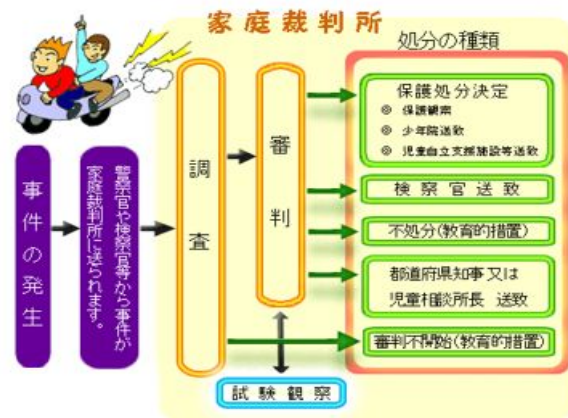 家庭裁判所
処分の種類
事件の発生
警察官や検察官等から事件が
家庭裁判所に送られます。
調査
審判
保護処分決定
◎ 保護観察
◎ 少年院送致
◎ 児童自立支援施設等送致
検察官送致
不処分(教育的措置)
都道府県知事又は
児童相談所長 送致
審判不開始(教育的措置)
試験観察